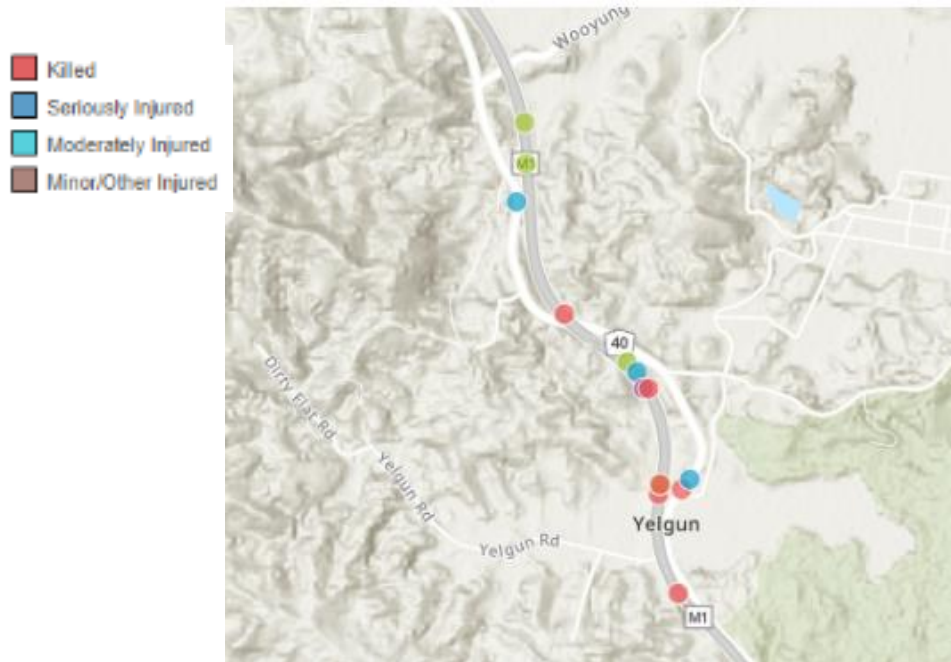 Killed
Seriously Injured
Moderately Injured
Minor/Other Injured
Wooyung
M1
40
Dirty Flat Rd
Yelgun Rd
Yelgun
Yelgun Rd
M1